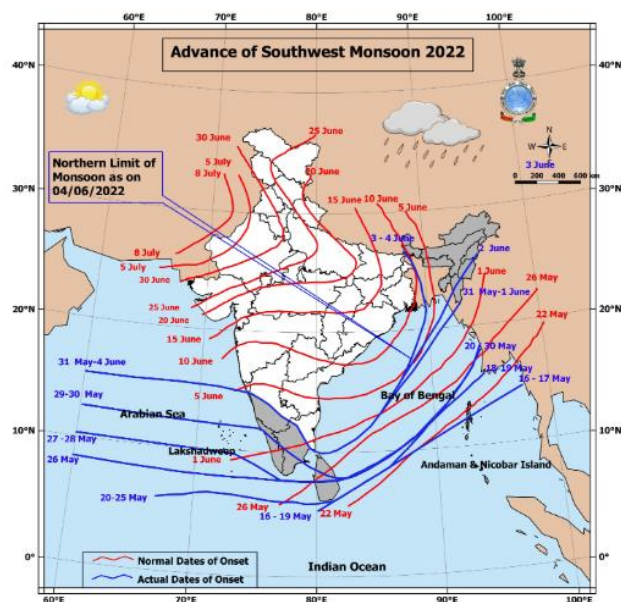 60°E
70°E
80°E
90°E
100°E
Advance of Southwest Monsoon 2022
40°N
40°N
N
W
E
S
3 June
0 200 400 600 km
30 June
25 June
5 July
8 July
20 June
Northern Limit of
Monsoon as on
04/06/2022
30°N
30°N
15 June
10 June
5 June
3 - 4 June
2 June
8 July
5 July
30 June
1 June
26 May
31 May-1 June
22 May
25 June
20 June
20°N
20°N
15 June
10 June
20 - 30 May
18-19 May
16 - 17 May
31 May-4 June
5 June
29-30 May
Bay of Bengal
Arabian Sea
10°N
10°N
27 -28 May
Lakshadweep
1 June
26 May
Andaman & Nicobar Island
20-25 May
26 May
16 - 19 May
22 May
0°
0°
Normal Dates of Onset
Actual Dates of Onset
Indian Ocean
60°E
70°E
80°E
90°E
100°E